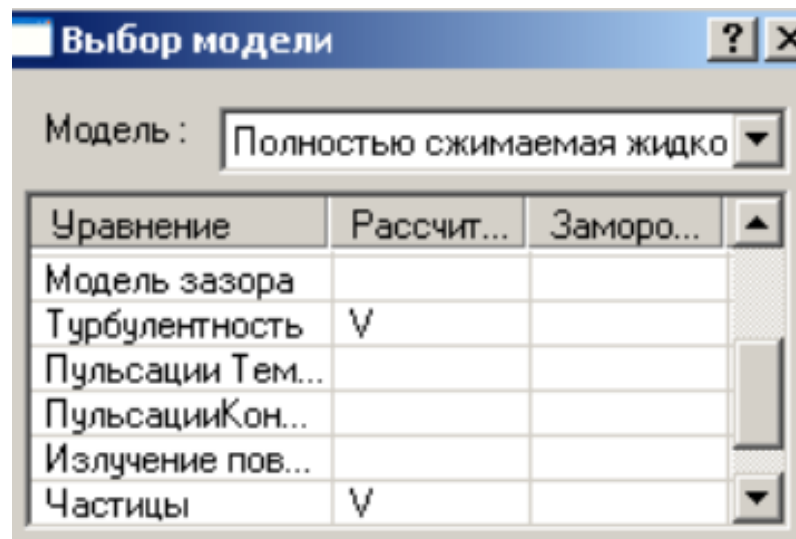 Выбор модели
Модель : Полностью сжимаемая жидко
Уравнение Рассчит... Заморо...
Модель зазора
Турбулентность V
Пульсации Тем...
ПульсацииКон...
Излучение пов...
Частицы V